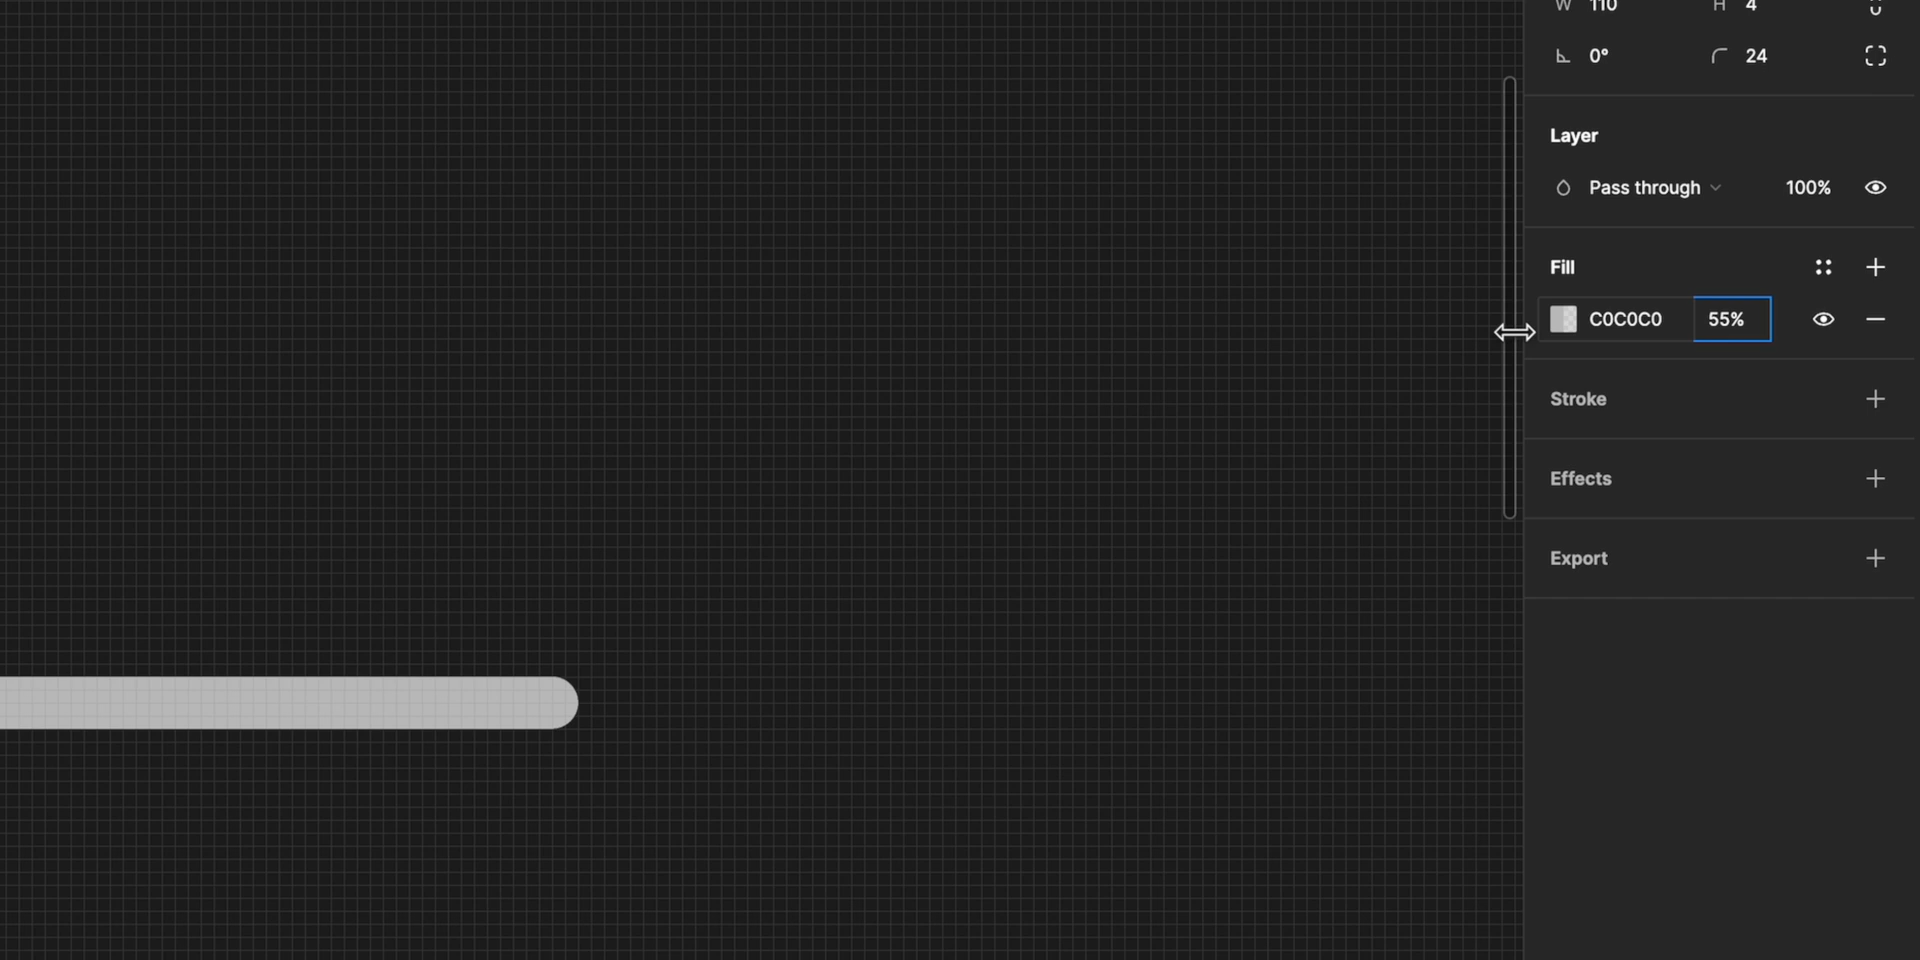 W 110 H 4
0° 24
Layer
Pass through 100%
Fill
C0C0C0 55%
Stroke
Effects
Export